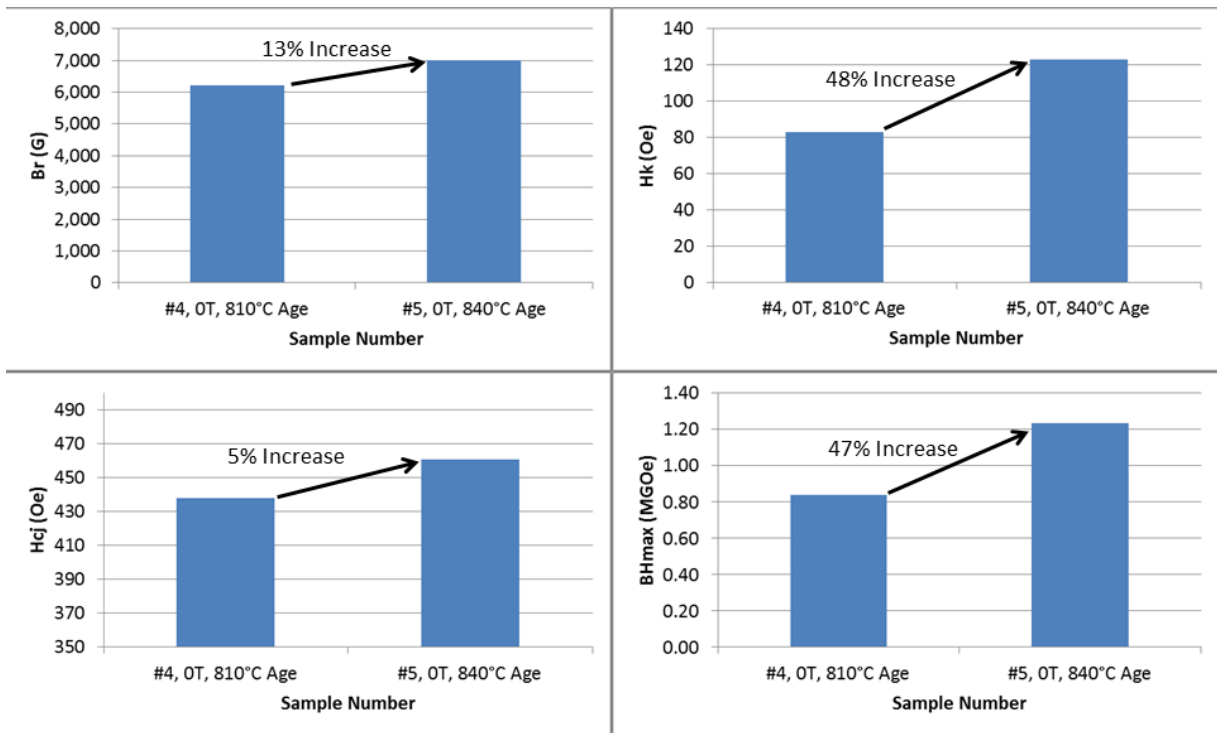 8,000
7,000
6,000
5,000
4,000
3,000
2,000
1,000
0
Br (G)
13% Increase
#4, 0T, 810°C Age
#5, 0T, 840°C Age
Sample Number
140
120
100
80
60
40
20
0
Hk (Oe)
48% Increase
#4, 0T, 810°C Age
#5, 0T, 840°C Age
Sample Number
490
470
450
430
410
390
370
350
Hcj (Oe)
5% Increase
#4, 0T, 810°C Age
#5, 0T, 840°C Age
Sample Number
1.40
1.20
1.00
0.80
0.60
0.40
0.20
0.00
BHmax (MGOe)
47% Increase
#4, 0T, 810°C Age
#5, 0T, 840°C Age
Sample Number